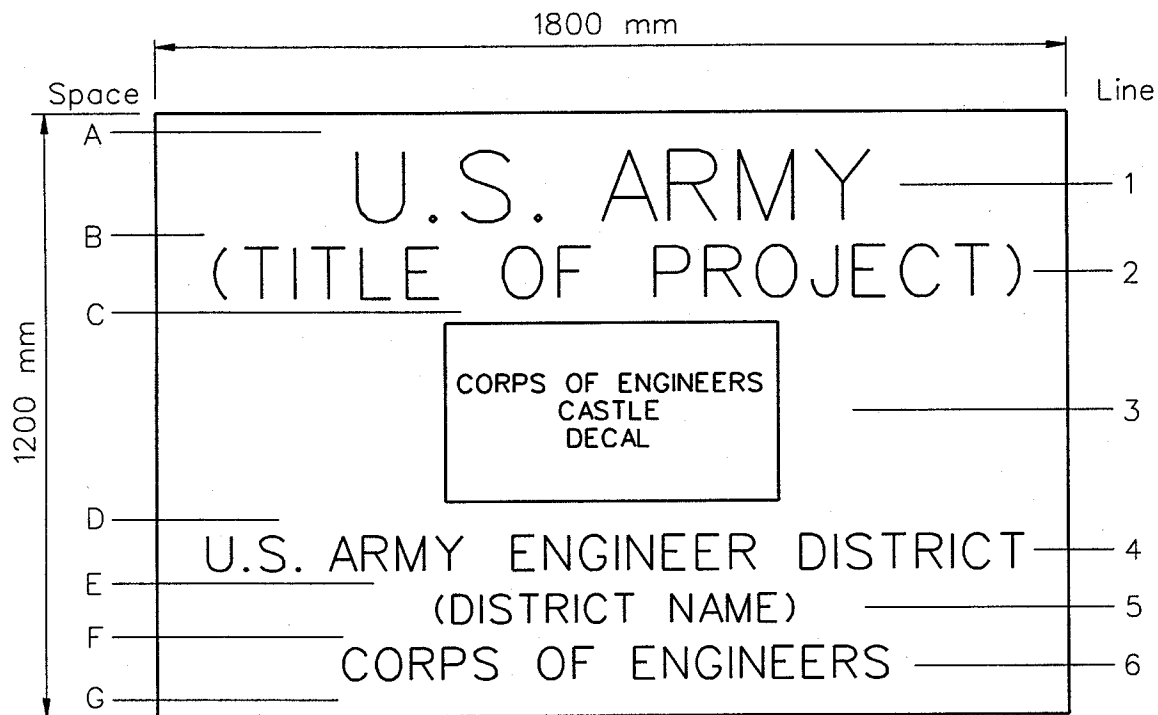 1800 mm
Space
Line
A
U.S. ARMY
1
B
(TITLE OF PROJECT)
2
C
1200 mm
CORPS OF ENGINEERS
CASTLE
DECAL
3
D
U.S. ARMY ENGINEER DISTRICT
4
E
(DISTRICT NAME)
5
F
CORPS OF ENGINEERS
6
G